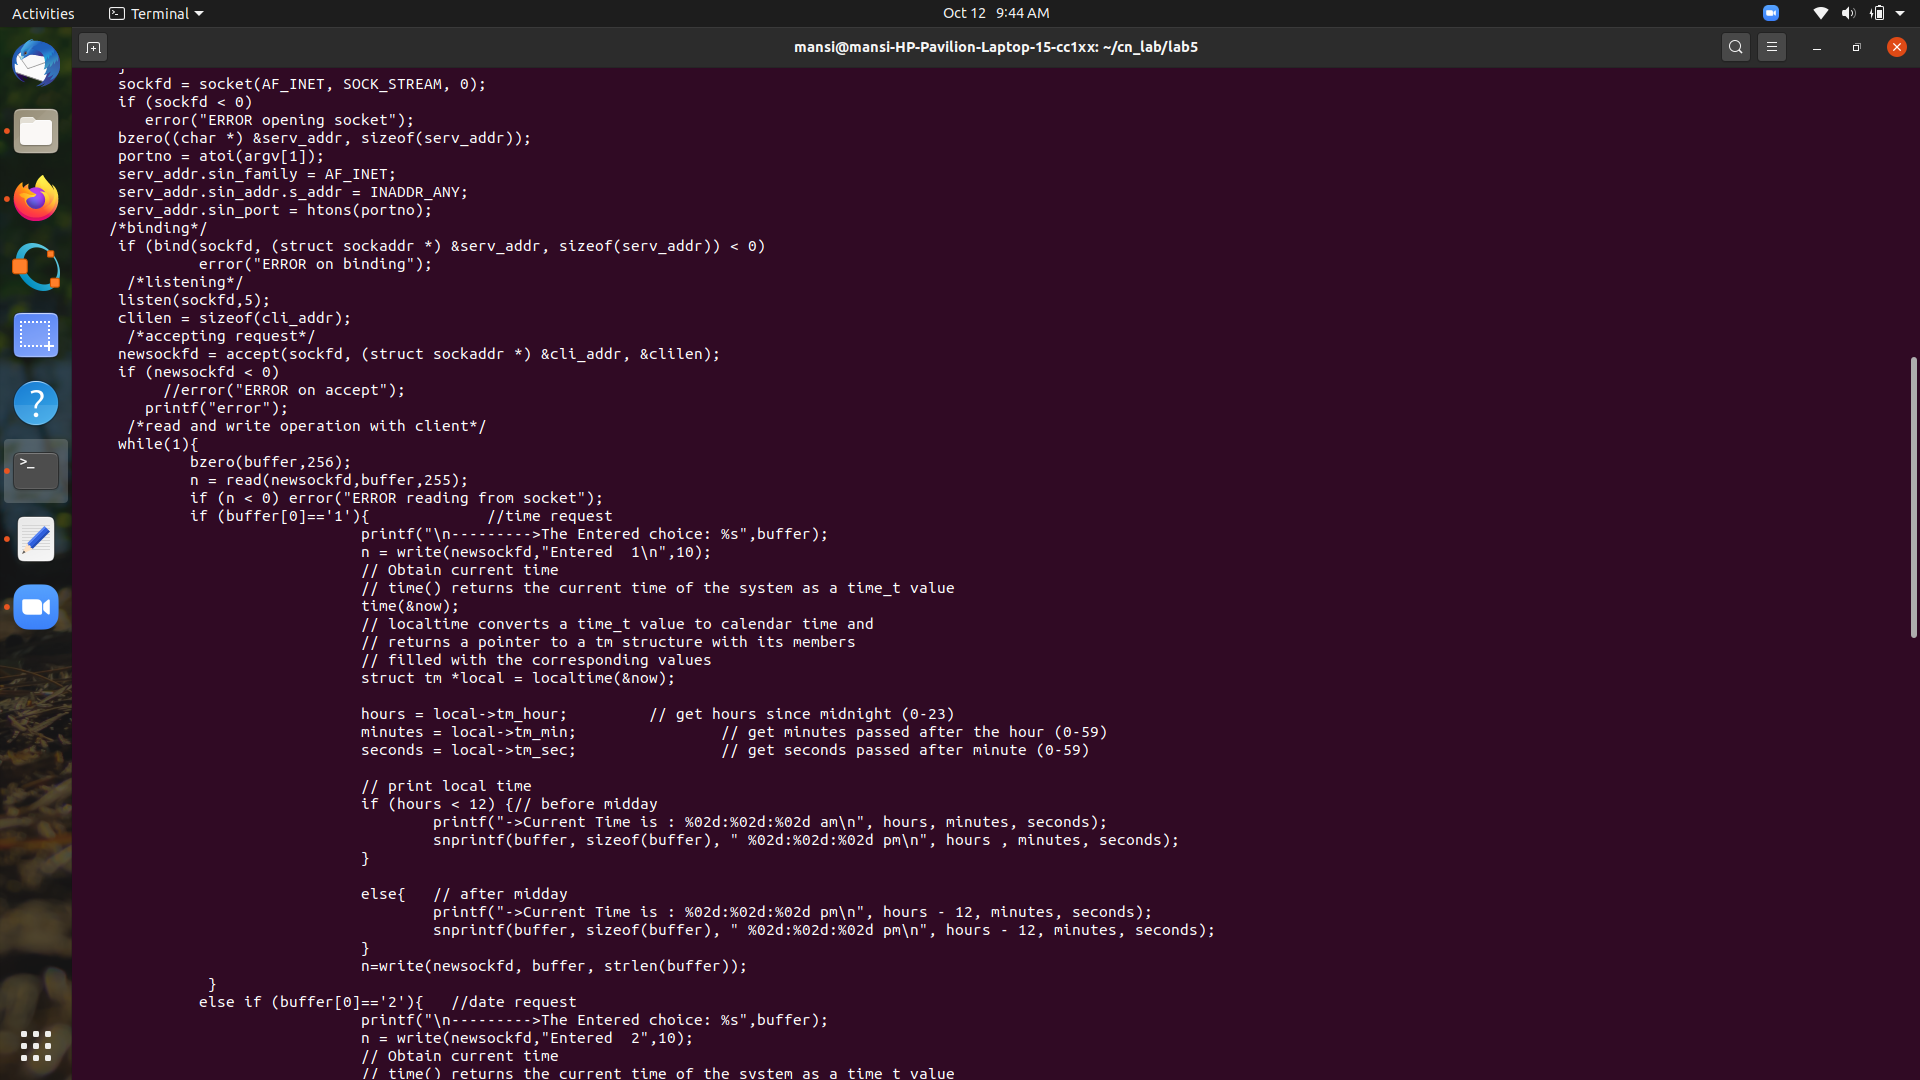 Activities
Terminal
Oct 12 9:44 AM
mansi@mansi-HP-Pavilion-Laptop-15-cc1xx: ~/cn_lab/lab5
}
sockfd = socket(AF_INET, SOCK_STREAM, 0);
if (sockfd < 0)
error("ERROR opening socket");
bzero((char *) &serv_addr, sizeof(serv_addr));
portno = atoi(argv[1]);
serv_addr.sin_family = AF_INET;
serv_addr.sin_addr.s_addr = INADDR_ANY;
serv_addr.sin_port = htons(portno);
/*binding*/
if (bind(sockfd, (struct sockaddr *) &serv_addr, sizeof(serv_addr)) < 0)
error("ERROR on binding");
/*listening*/
listen(sockfd,5);
clilen = sizeof(cli_addr);
/*accepting request*/
newsockfd = accept(sockfd, (struct sockaddr *) &cli_addr, &clilen);
if (newsockfd < 0)
//error("ERROR on accept");
printf("error");
/*read and write operation with client*/
while(1){
bzero(buffer,256);
n = read(newsockfd,buffer,255);
if (n < 0) error("ERROR reading from socket");
if (buffer[0]=='1'){ //time request
printf("\n--------->The Entered choice: %s",buffer);
n = write(newsockfd,"Entered  1\n",10);
// Obtain current time
// time() returns the current time of the system as a time_t value
time(&now);
// localtime converts a time_t value to calendar time and
// returns a pointer to a tm structure with its members
// filled with the corresponding values
struct tm *local = localtime(&now);
hours = local->tm_hour; // get hours since midnight (0-23)
minutes = local->tm_min; // get minutes passed after the hour (0-59)
seconds = local->tm_sec; // get seconds passed after minute (0-59)
// print local time
if (hours < 12) {// before midday
printf("->Current Time is : %02d:%02d:%02d am\n", hours, minutes, seconds);
snprintf(buffer, sizeof(buffer), " %02d:%02d:%02d pm\n", hours , minutes, seconds);
}
else{ // after midday
printf("->Current Time is : %02d:%02d:%02d pm\n", hours - 12, minutes, seconds);
snprintf(buffer, sizeof(buffer), " %02d:%02d:%02d pm\n", hours - 12, minutes, seconds);
}
n=write(newsockfd, buffer, strlen(buffer));
}
else if (buffer[0]=='2'){ //date request
printf("\n--------->The Entered choice: %s",buffer);
n = write(newsockfd,"Entered  2",10);
// Obtain current time
// time() returns the current time of the system as a time_t value